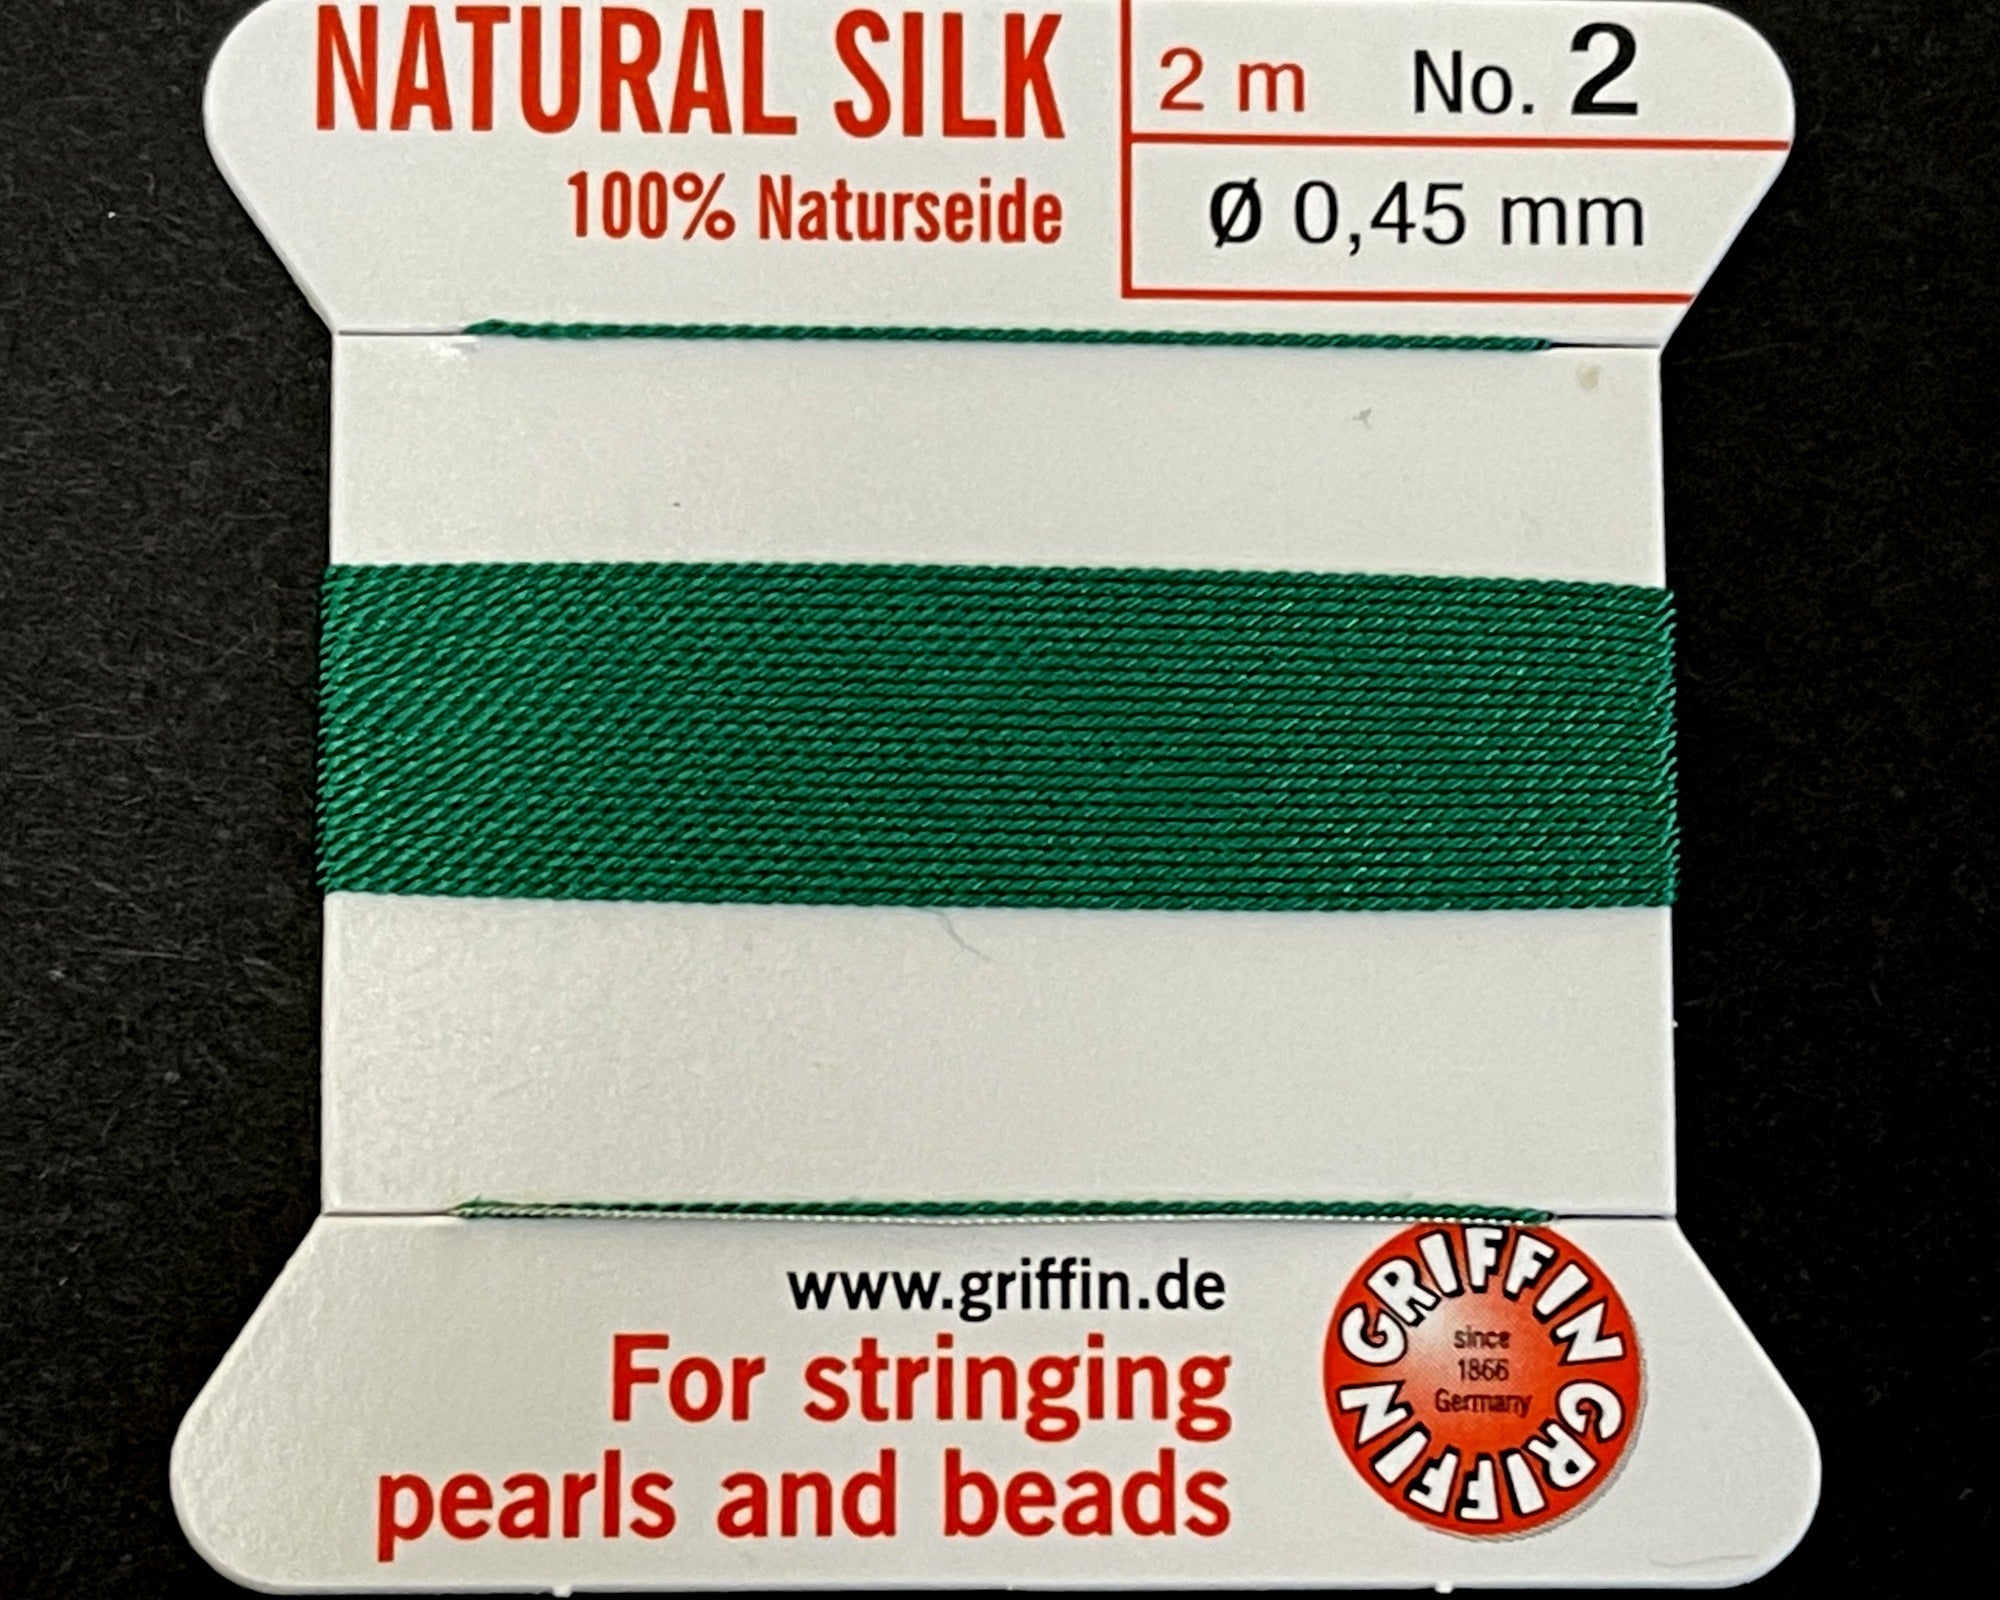 NATURAL SILK
100% Naturseide
2 m No. 2
Ø 0,45 mm
www.griffin.de
For stringing
pearls and beads
GRIFFIN GRIFFIN GRIFFIN
since
1866
Germany